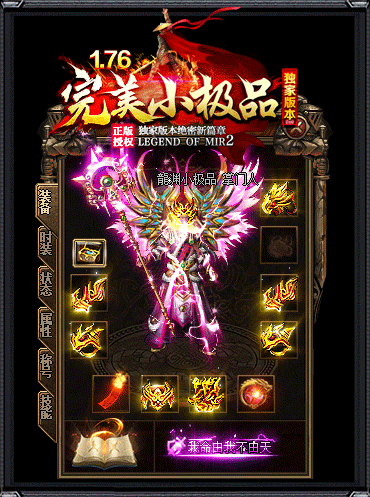 1.76
完美小极品
独家版本
正版授权
独家版本绝密新篇章
LEGEND OF MIR2
龍渊小极品 掌门人
装备
时装
状态
属性
称号
技能
我命由我不由天